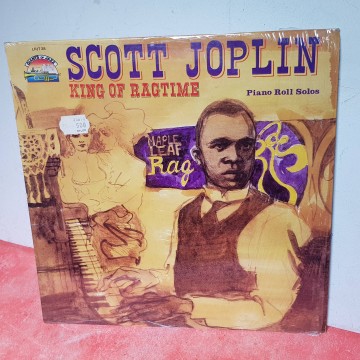 SCOTT JOPLIN
KING OF RAGTIME
Piano Roll Solos
MAPLE
LEAF
Rag